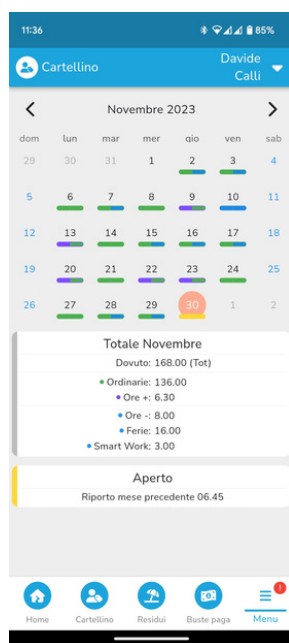 11:36
85%
Cartellino
Davide
Calli
Novembre 2023
dom lun mar mer gio ven sab
29 30 31 1 2 3 4
5 6 7 8 9 10 11
12 13 14 15 16 17 18
19 20 21 22 23 24 25
26 27 28 29 30 1 2
Totale Novembre
Dovuto: 168.00 (Tot)
Ordinarie: 136.00
Ore +: 6.30
Ore -: 8.00
Ferie: 16.00
Smart Work: 3.00
Aperto
Riporto mese precedente 06.45
!
Home Cartellino Residui Buste paga Menu